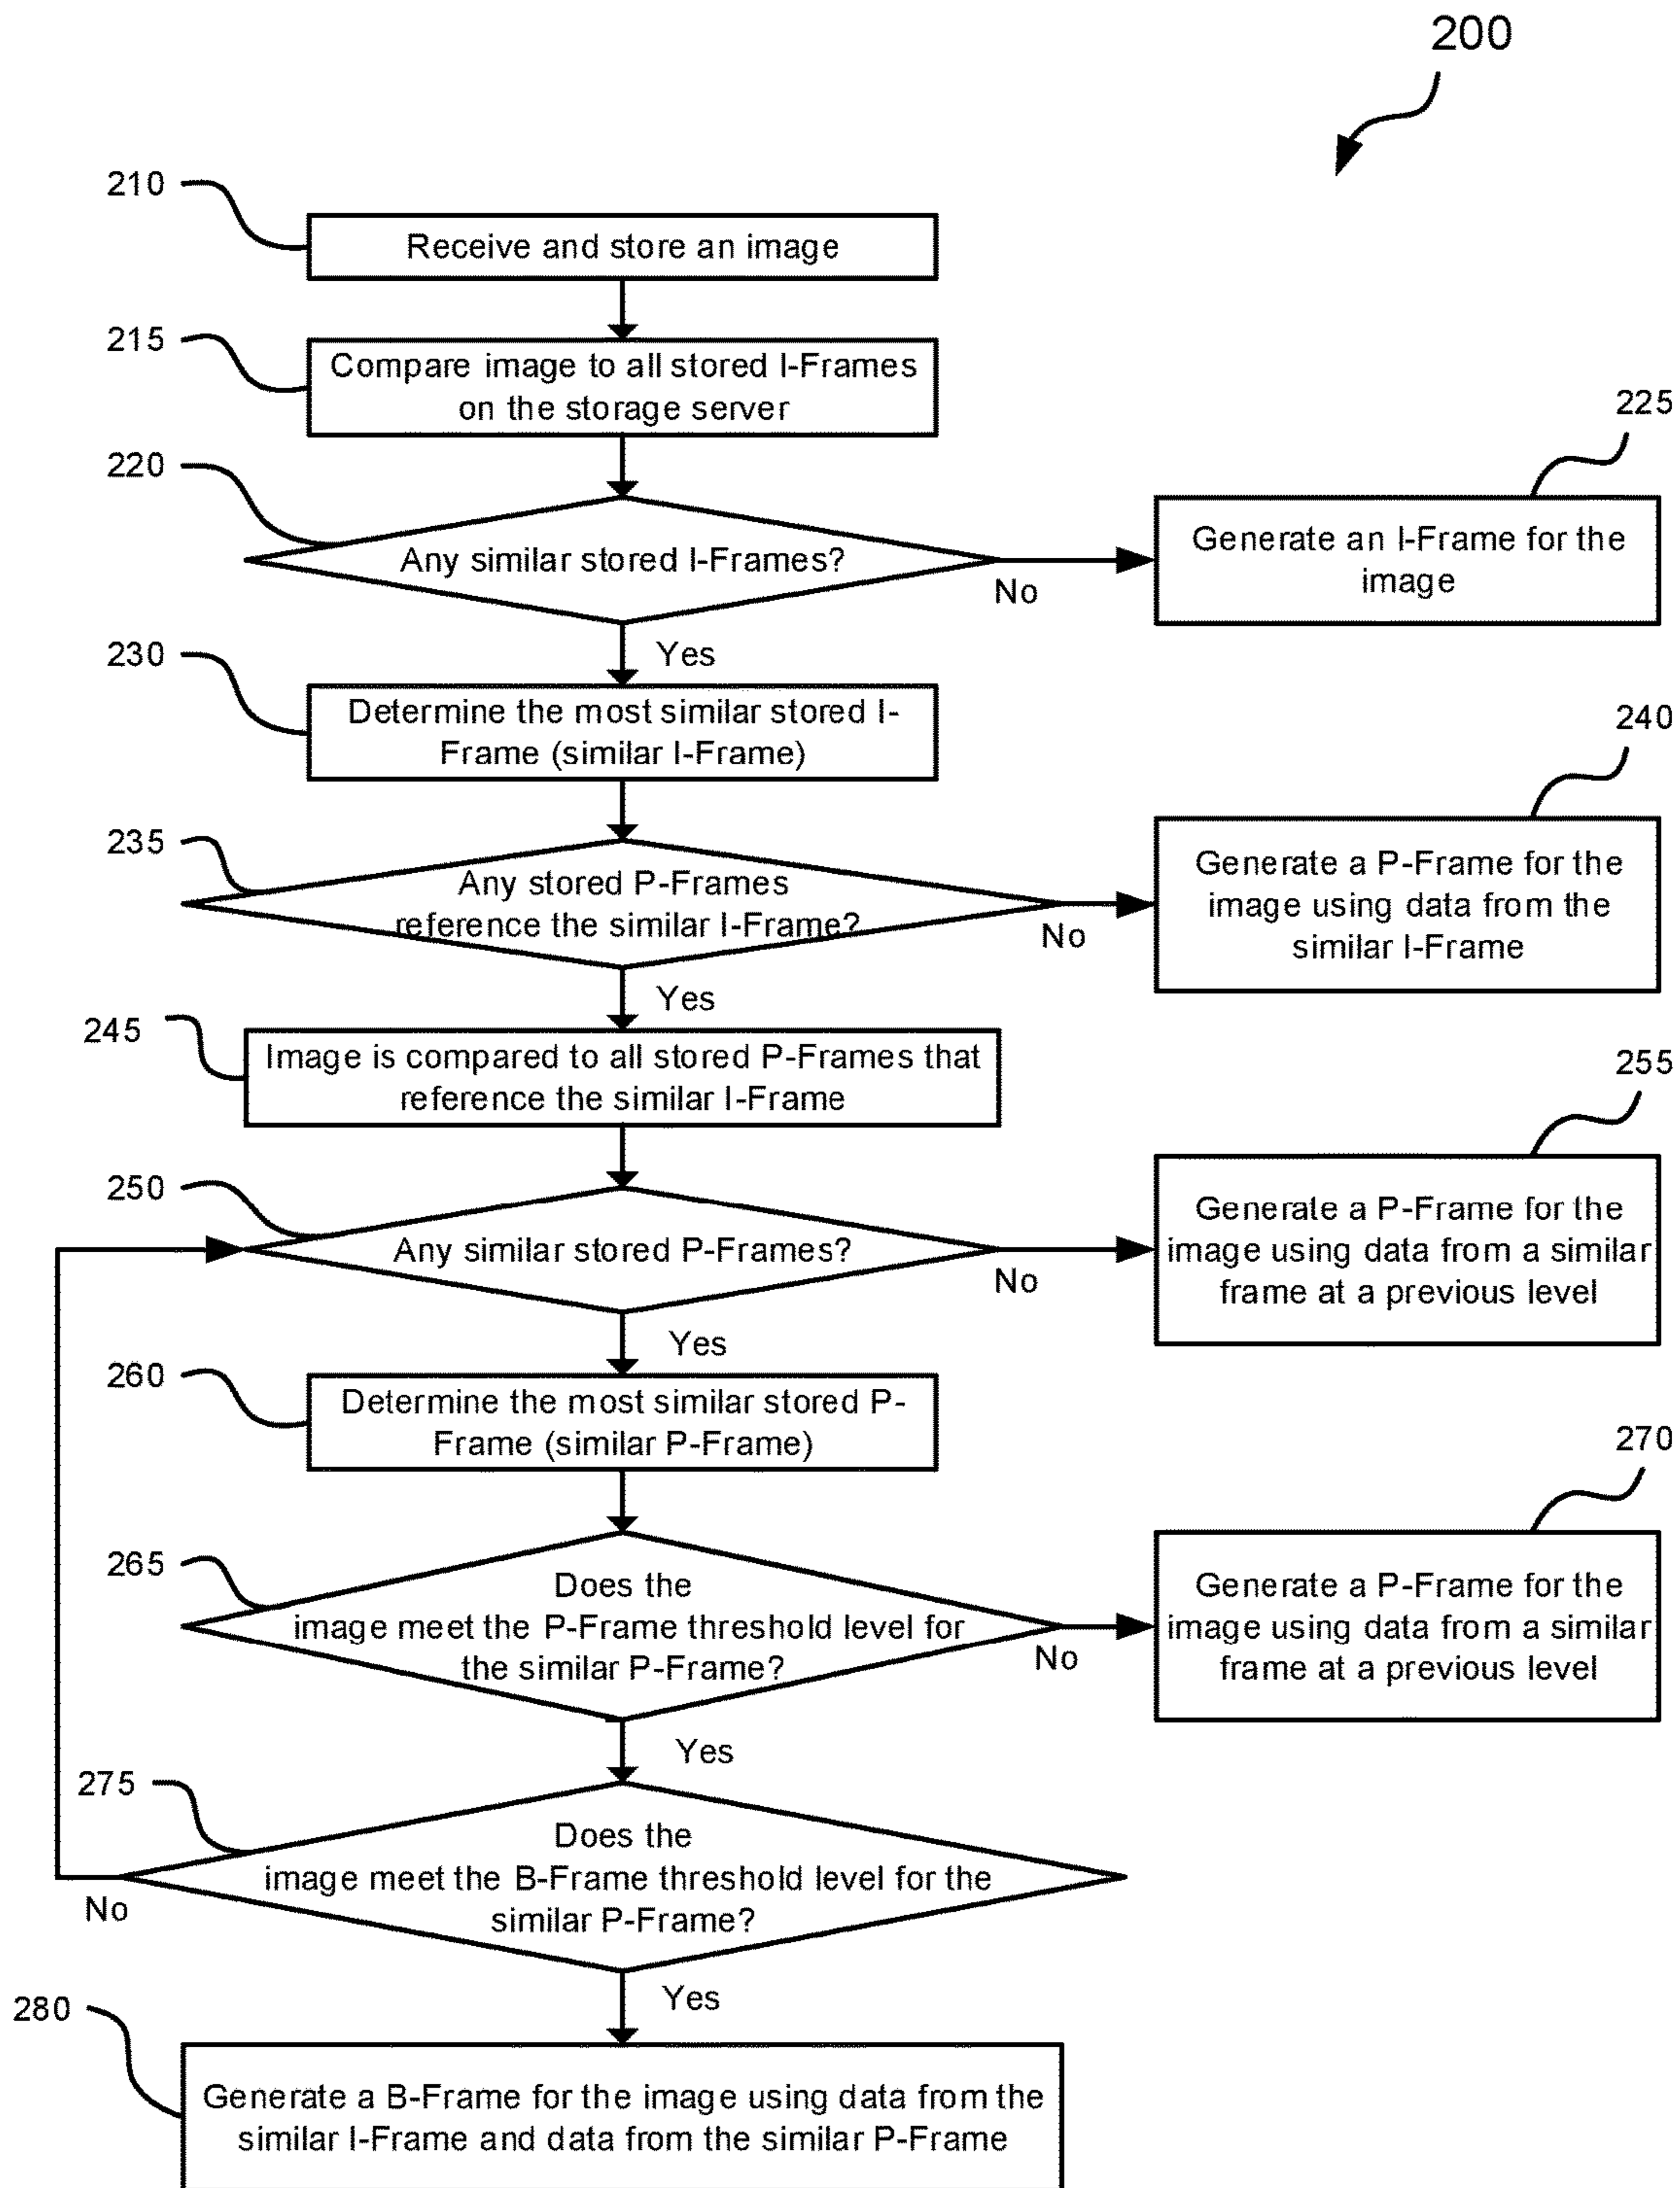 200
210
Receive and store an image
215
Compare image to all stored I-Frames
on the storage server
220
Any similar stored I-Frames?
No
225
Generate an I-Frame for the
image
Yes
230
Determine the most similar stored I-
Frame (similar I-Frame)
235
Any stored P-Frames
reference the similar I-Frame?
No
240
Generate a P-Frame for the
image using data from the
similar I-Frame
Yes
245
Image is compared to all stored P-Frames that
reference the similar I-Frame
250
Any similar stored P-Frames?
No
255
Generate a P-Frame for the
image using data from a similar
frame at a previous level
Yes
260
Determine the most similar stored P-
Frame (similar P-Frame)
265
Does the
image meet the P-Frame threshold level for
the similar P-Frame?
No
270
Generate a P-Frame for the
image using data from a similar
frame at a previous level
Yes
275
Does the
image meet the B-Frame threshold level for the
similar P-Frame?
No
Yes
280
Generate a B-Frame for the image using data from the
similar I-Frame and data from the similar P-Frame